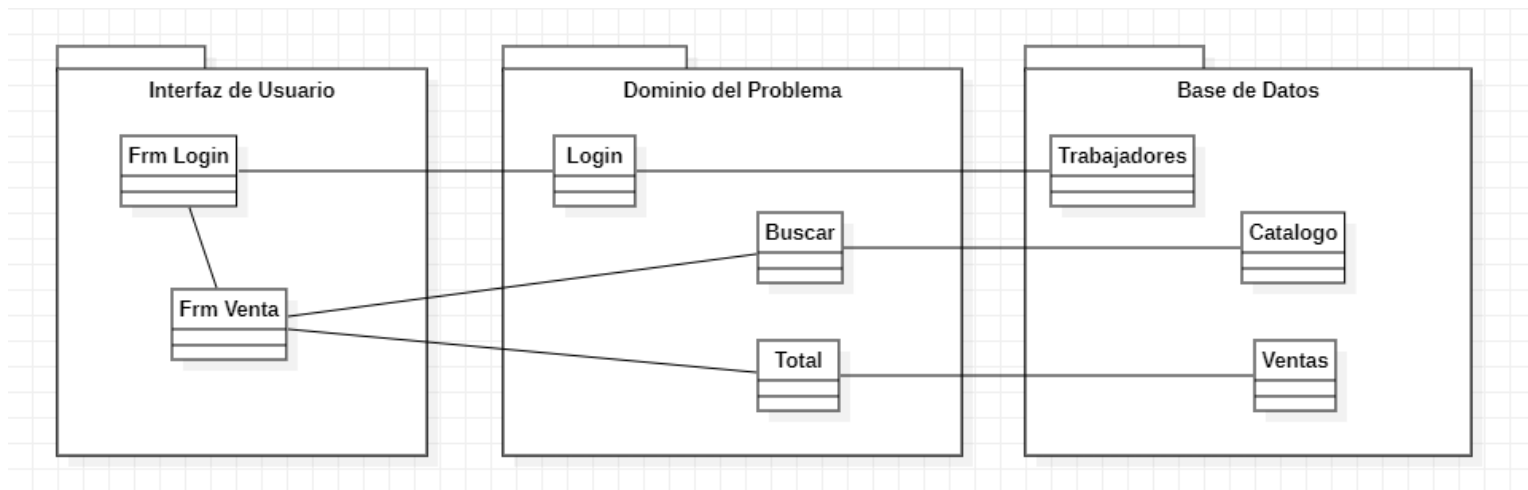 Interfaz de Usuario
Frm Login
Frm Venta
Dominio del Problema
Login
Buscar
Total
Base de Datos
Trabajadores
Catalogo
Ventas